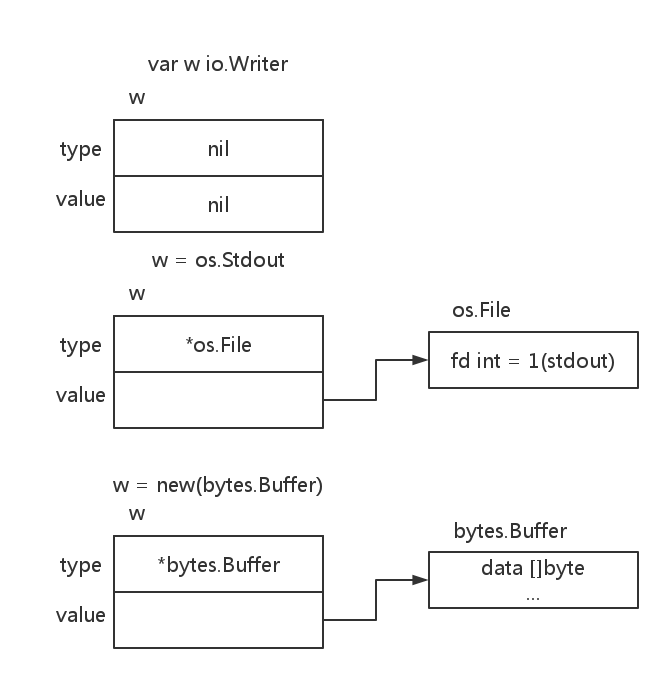 var w io.Writer
w
type nil
value nil
w = os.Stdout
w
os.File
type *os.File
fd int = 1(stdout)
value
w = new(bytes.Buffer)
w
bytes.Buffer
type *bytes.Buffer
data []byte
...
value